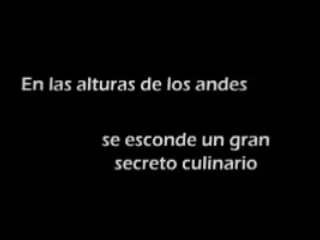 En las alturas de los andes
se esconde un gran
secreto culinario